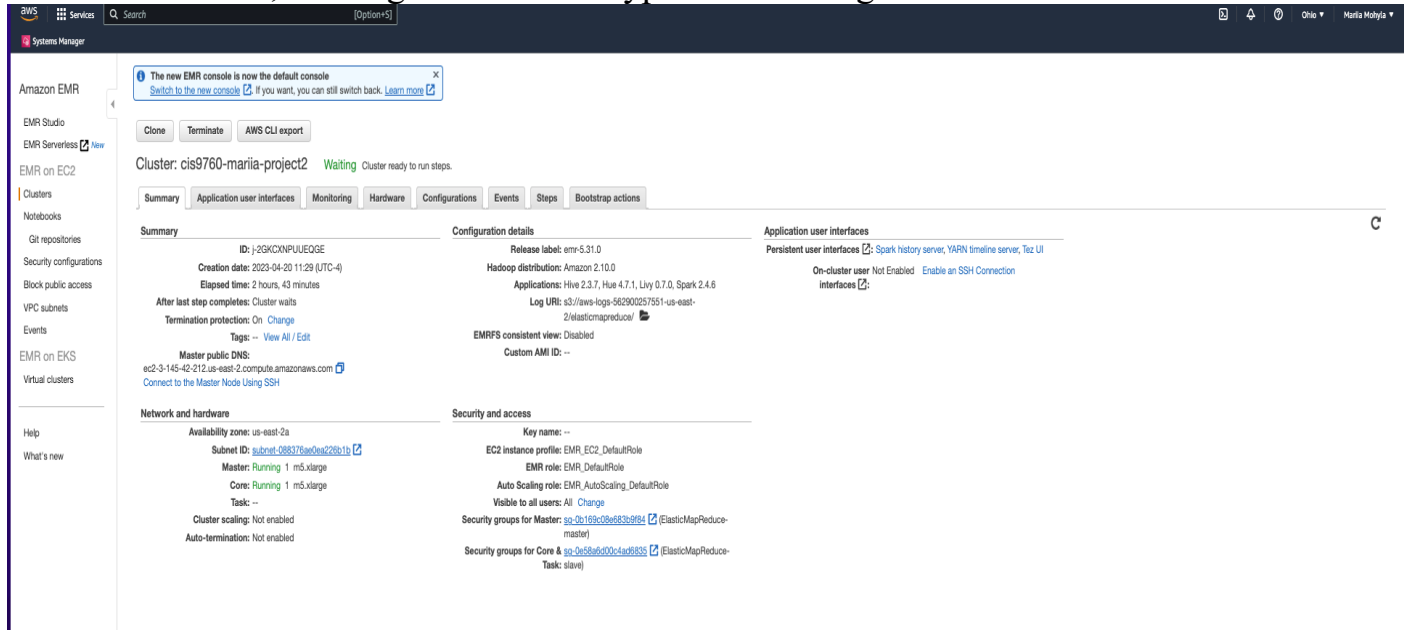 aws Services Search [Option+S] Ohio ▼ Mariia Mohyla ▼
Systems Manager
Amazon EMR
EMR Studio
EMR Serverless New
EMR on EC2
Clusters
Notebooks
Git repositories
Security configurations
Block public access
VPC subnets
Events
EMR on EKS
Virtual clusters
Help
What's new
The new EMR console is now the default console X
Switch to the new console. If you want, you can still switch back. Learn more
Clone Terminate AWS CLI export
Cluster: cis9760-mariia-project2 Waiting Cluster ready to run steps.
Summary Application user interfaces Monitoring Hardware Configurations Events Steps Bootstrap actions
Summary
ID: j-2GKCXNPUUEQGE
Creation date: 2023-04-20 11:29 (UTC-4)
Elapsed time: 2 hours, 43 minutes
After last step completes: Cluster waits
Termination protection: On Change
Tags: -- View All / Edit
Master public DNS:
ec2-3-145-42-212.us-east-2.compute.amazonaws.com
Connect to the Master Node Using SSH
Configuration details
Release label: emr-5.31.0
Hadoop distribution: Amazon 2.10.0
Applications: Hive 2.3.7, Hue 4.7.1, Livy 0.7.0, Spark 2.4.6
Log URI: s3://aws-logs-562900257551-us-east-
2/elasticmapreduce/
EMRFS consistent view: Disabled
Custom AMI ID: --
Application user interfaces
Persistent user interfaces : Spark history server, YARN timeline server, Tez UI
On-cluster user Not Enabled Enable an SSH Connection
interfaces :
Network and hardware
Availability zone: us-east-2a
Subnet ID: subnet-088376ae0ea226b1b
Master: Running 1 m5.xlarge
Core: Running 1 m5.xlarge
Task: --
Cluster scaling: Not enabled
Auto-termination: Not enabled
Security and access
Key name: --
EC2 instance profile: EMR_EC2_DefaultRole
EMR role: EMR_DefaultRole
Auto Scaling role: EMR_AutoScaling_DefaultRole
Visible to all users: All Change
Security groups for Master: sg-0b169c08e683b9f84 (ElasticMapReduce-
master)
Security groups for Core & sg-0e58a6d00c4ad6835 (ElasticMapReduce-
Task: slave)